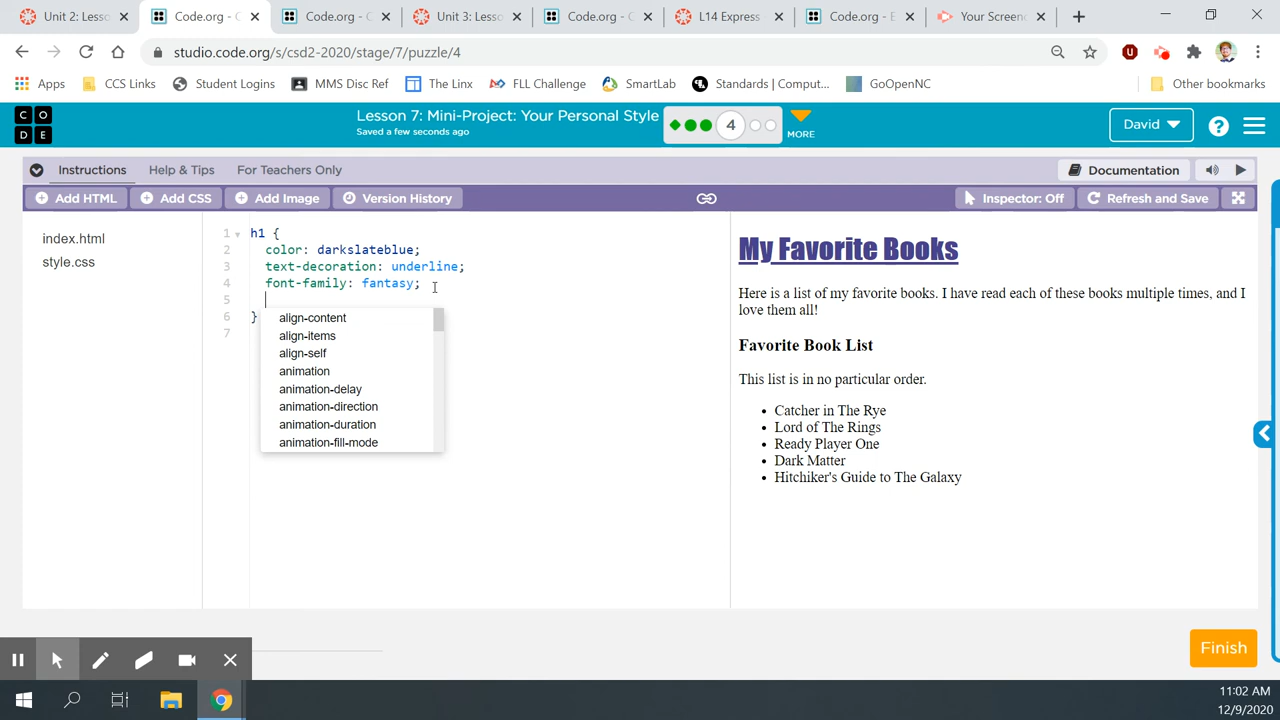 Unit 2: Lesso
Code.org - C
Code.org - C
Unit 3: Lesso
Code.org - C
L14 Express
Code.org - E
Your Screen
studio.code.org/s/csd2-2020/stage/7/puzzle/4
Apps
CCS Links
Student Logins
MMS Disc Ref
The Linx
FLL Challenge
SmartLab
Standards | Comput...
GoOpenNC
Other bookmarks
C O D E
Lesson 7: Mini-Project: Your Personal Style
Saved a few seconds ago
4
MORE
David
Instructions
Help & Tips
For Teachers Only
Documentation
Add HTML
Add CSS
Add Image
Version History
Inspector: Off
Refresh and Save
index.html
style.css
1 h1 {
2 color: darkslateblue;
3 text-decoration: underline;
4 font-family: fantasy;
5
6 }
7
align-content
align-items
align-self
animation
animation-delay
animation-direction
animation-duration
animation-fill-mode
My Favorite Books
Here is a list of my favorite books. I have read each of these books multiple times, and I
love them all!
Favorite Book List
This list is in no particular order.
• Catcher in The Rye
• Lord of The Rings
• Ready Player One
• Dark Matter
• Hitchiker's Guide to The Galaxy
Finish
11:02 AM
12/9/2020